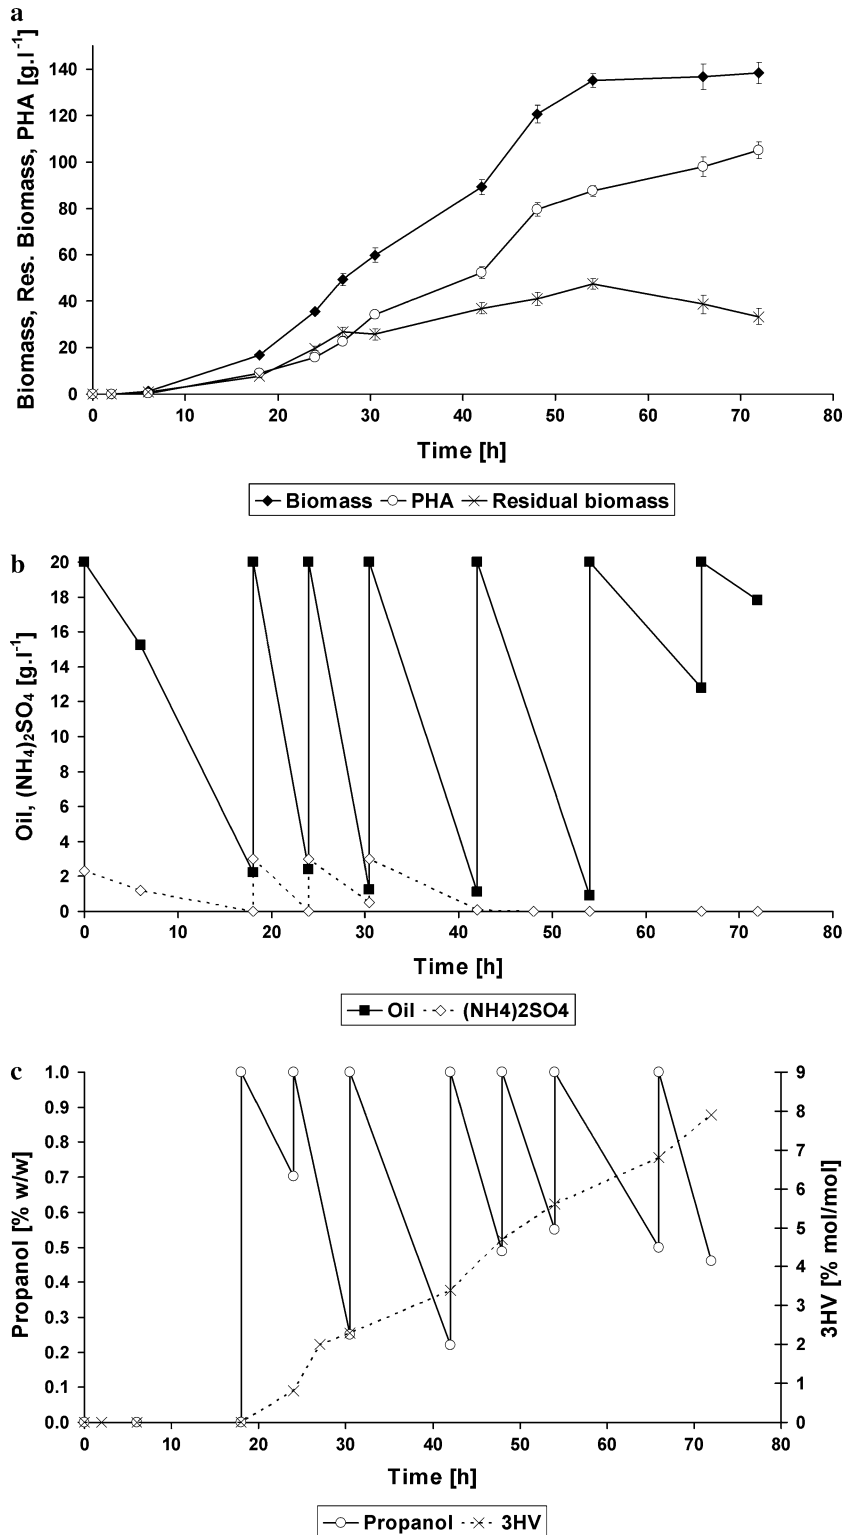 a
Biomass, Res. Biomass, PHA [g.l⁻¹]
140
120
100
80
60
40
20
0
0 10 20 30 40 50 60 70 80
Time [h]
Biomass PHA Residual biomass
b
Oil, (NH₄)₂SO₄ [g.l⁻¹]
20
18
16
14
12
10
8
6
4
2
0
0 10 20 30 40 50 60 70 80
Time [h]
Oil (NH4)2SO4
c
Propanol [% w/w]
1.0
0.9
0.8
0.7
0.6
0.5
0.4
0.3
0.2
0.1
0.0
9
8
7
6
5
4
3
2
1
0
3HV [% mol/mol]
0 10 20 30 40 50 60 70 80
Time [h]
Propanol 3HV